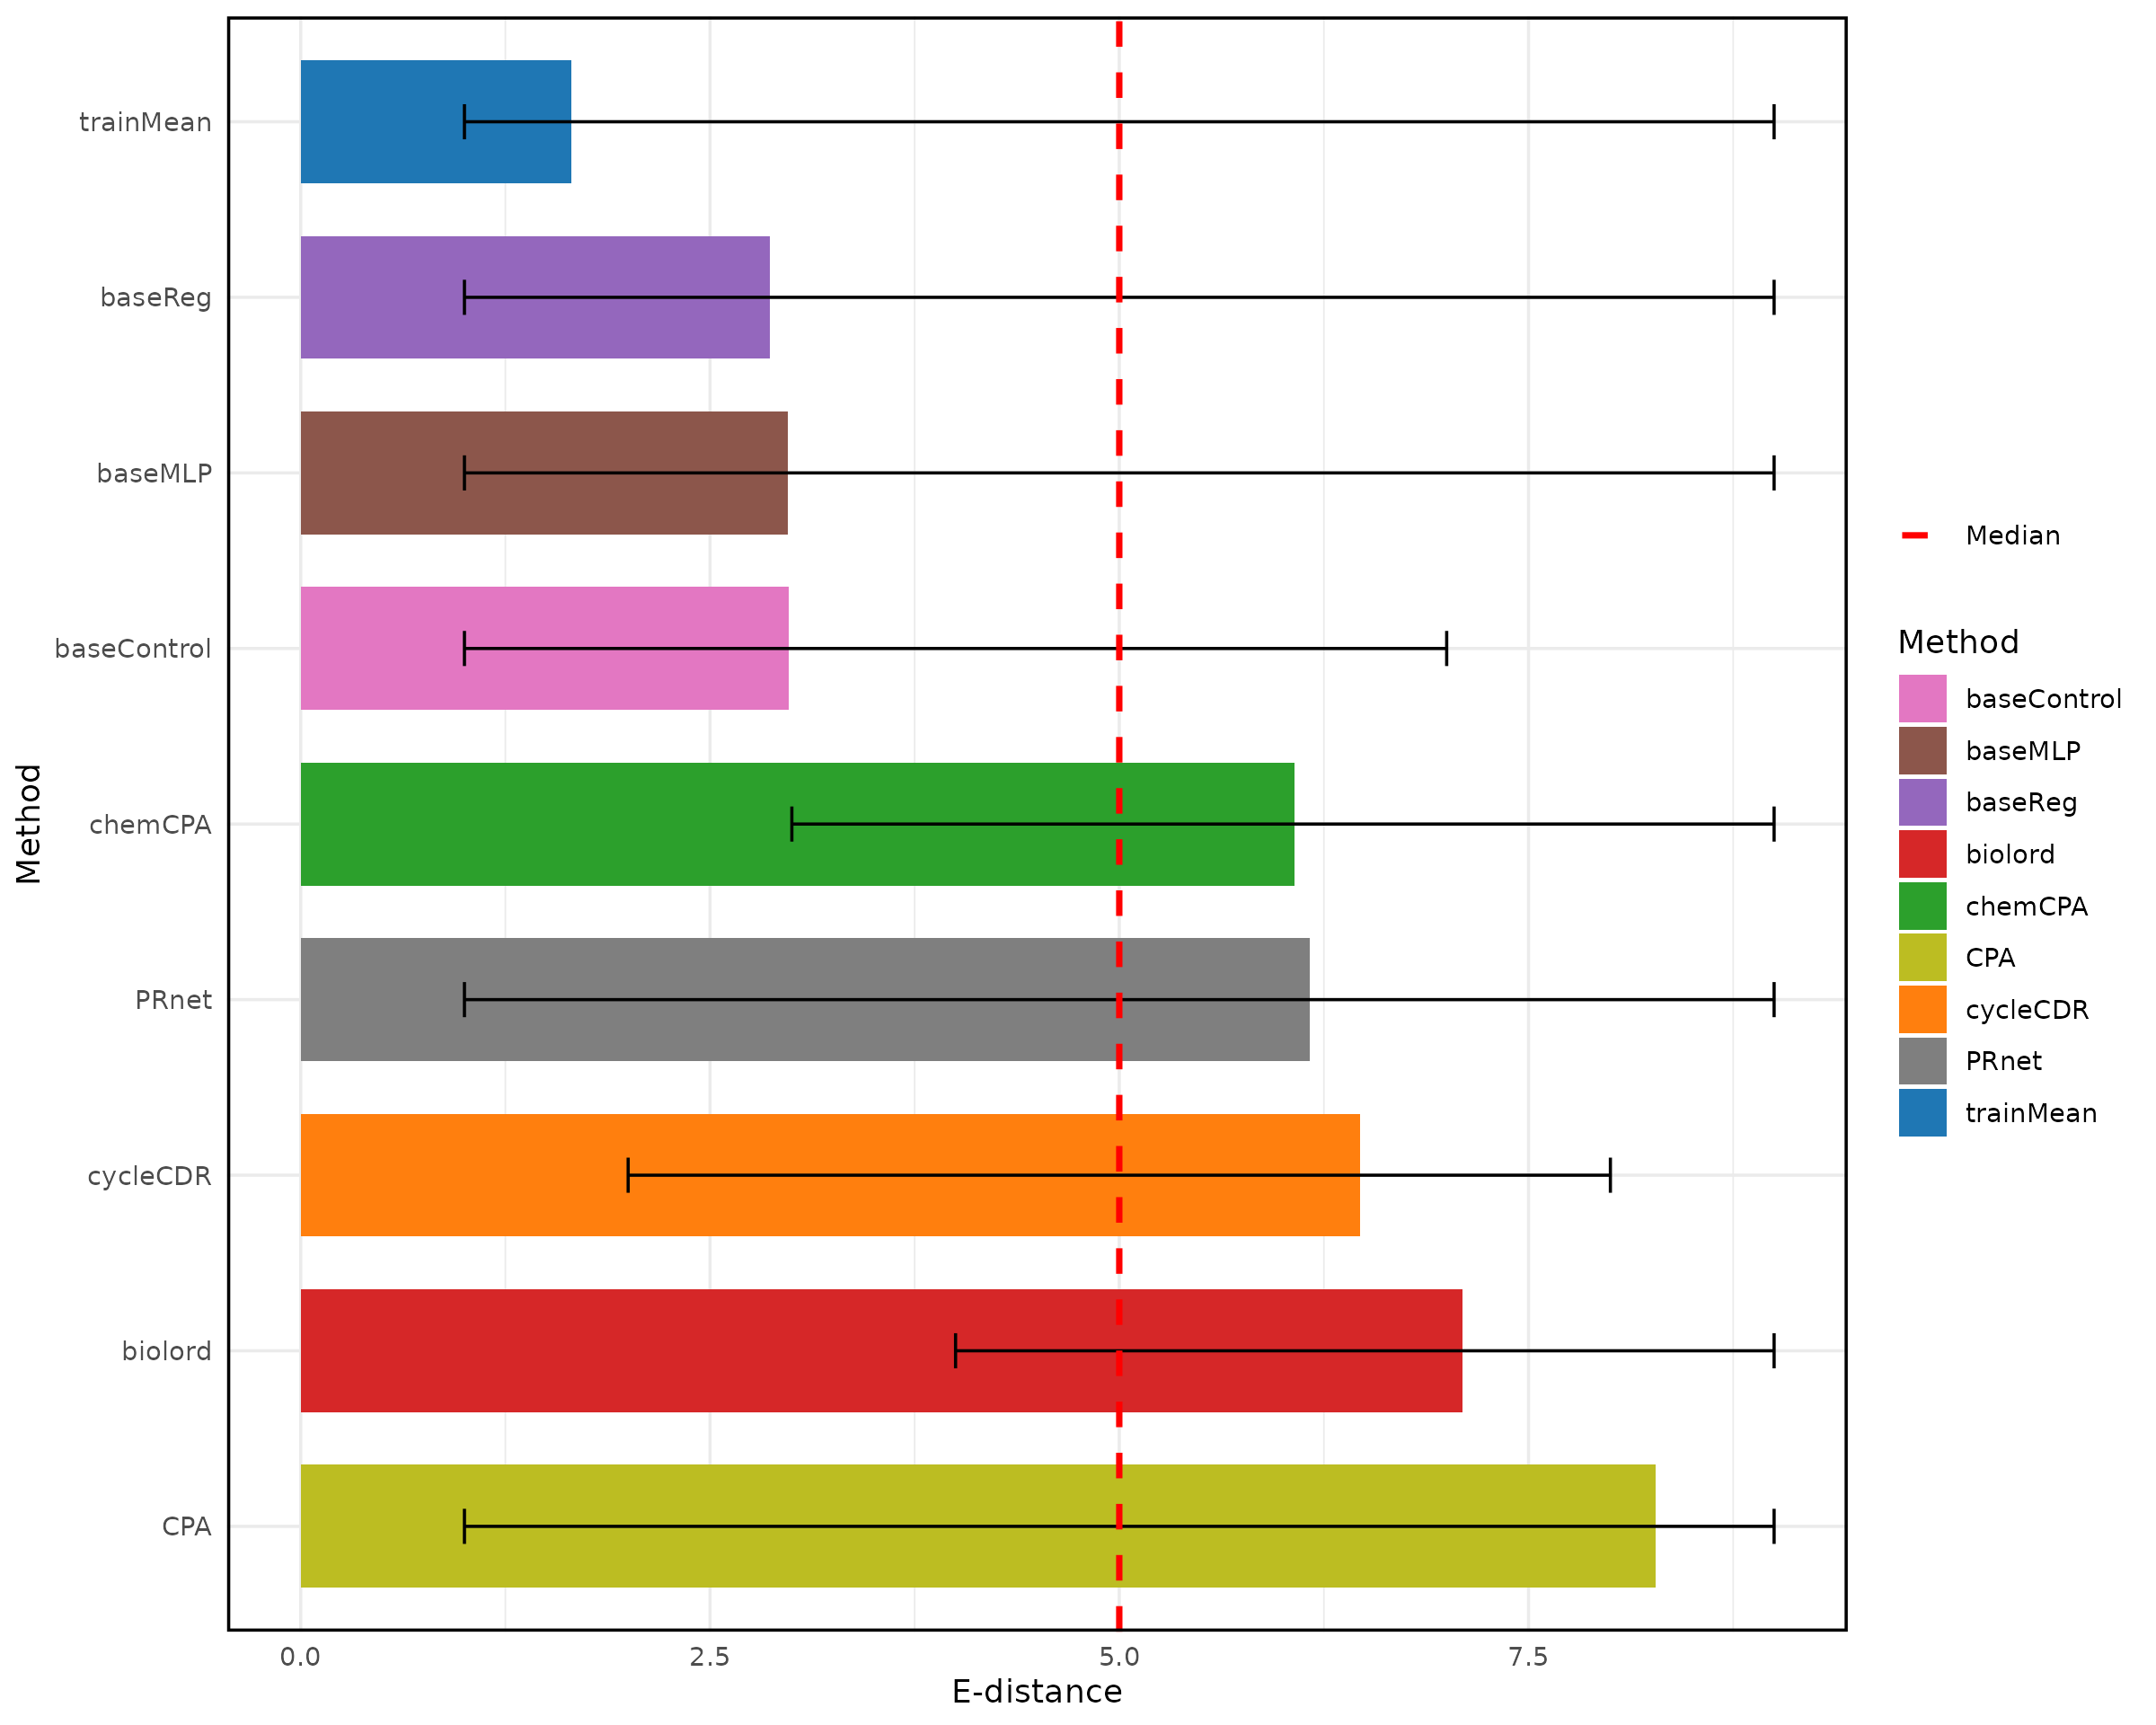 trainMean
baseReg
baseMLP
baseControl
chemCPA
PRnet
cycleCDR
biolord
CPA
Method
0.0 2.5 5.0 7.5
E-distance
Median
Method
baseControl
baseMLP
baseReg
biolord
chemCPA
CPA
cycleCDR
PRnet
trainMean